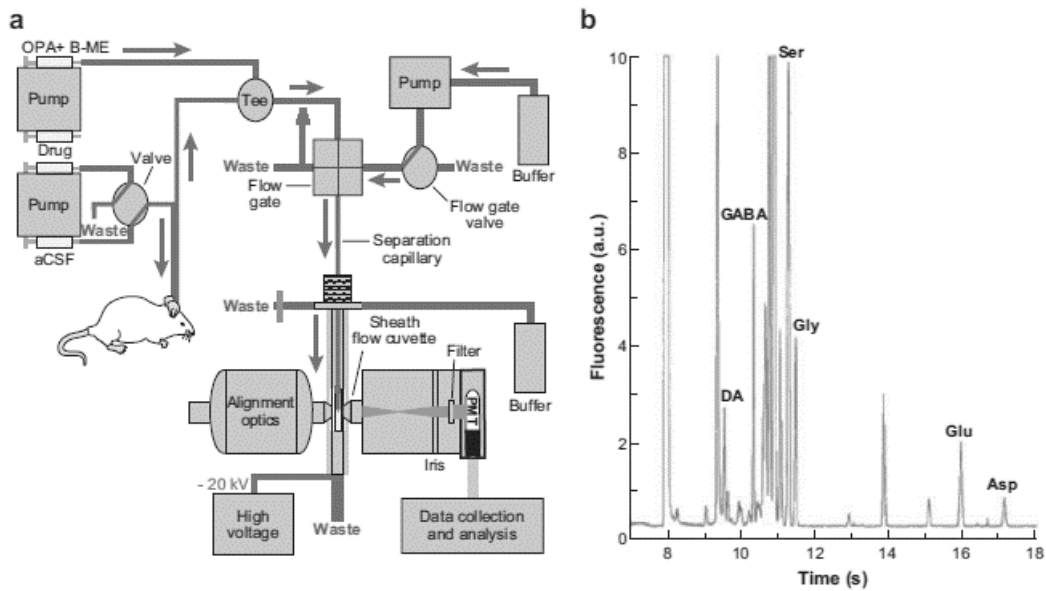 a
OPA+ B-ME
Pump
Drug
Valve
Pump
Waste
aCSF
Tee
Pump
Waste
Flow
gate
Waste
Buffer
Flow gate
valve
Separation
capillary
Waste
Sheath
flow cuvette
Filter
Buffer
Alignment
optics
PMT
Iris
- 20 kV
High
voltage
Waste
Data collection
and analysis
b
Fluorescence (a.u.)
10
8
6
4
2
0
Ser
GABA
Gly
DA
Glu
Asp
8
10
12
14
16
18
Time (s)